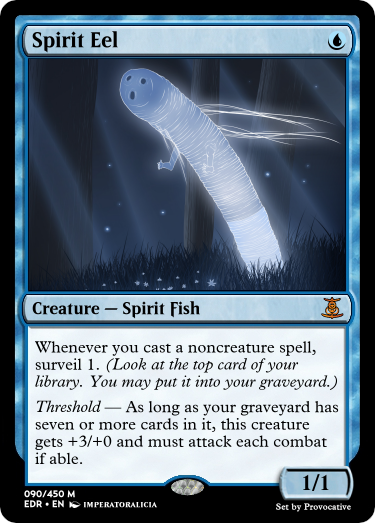 Spirit Eel
Creature — Spirit Fish
Whenever you cast a noncreature spell,
surveil 1. (Look at the top card of your
library. You may put it into your graveyard.)
Threshold — As long as your graveyard has
seven or more cards in it, this creature
gets +3/+0 and must attack each combat
if able.
1/1
090/450 M
EDR • EN IMPERATORALICIA
Set by Provocative